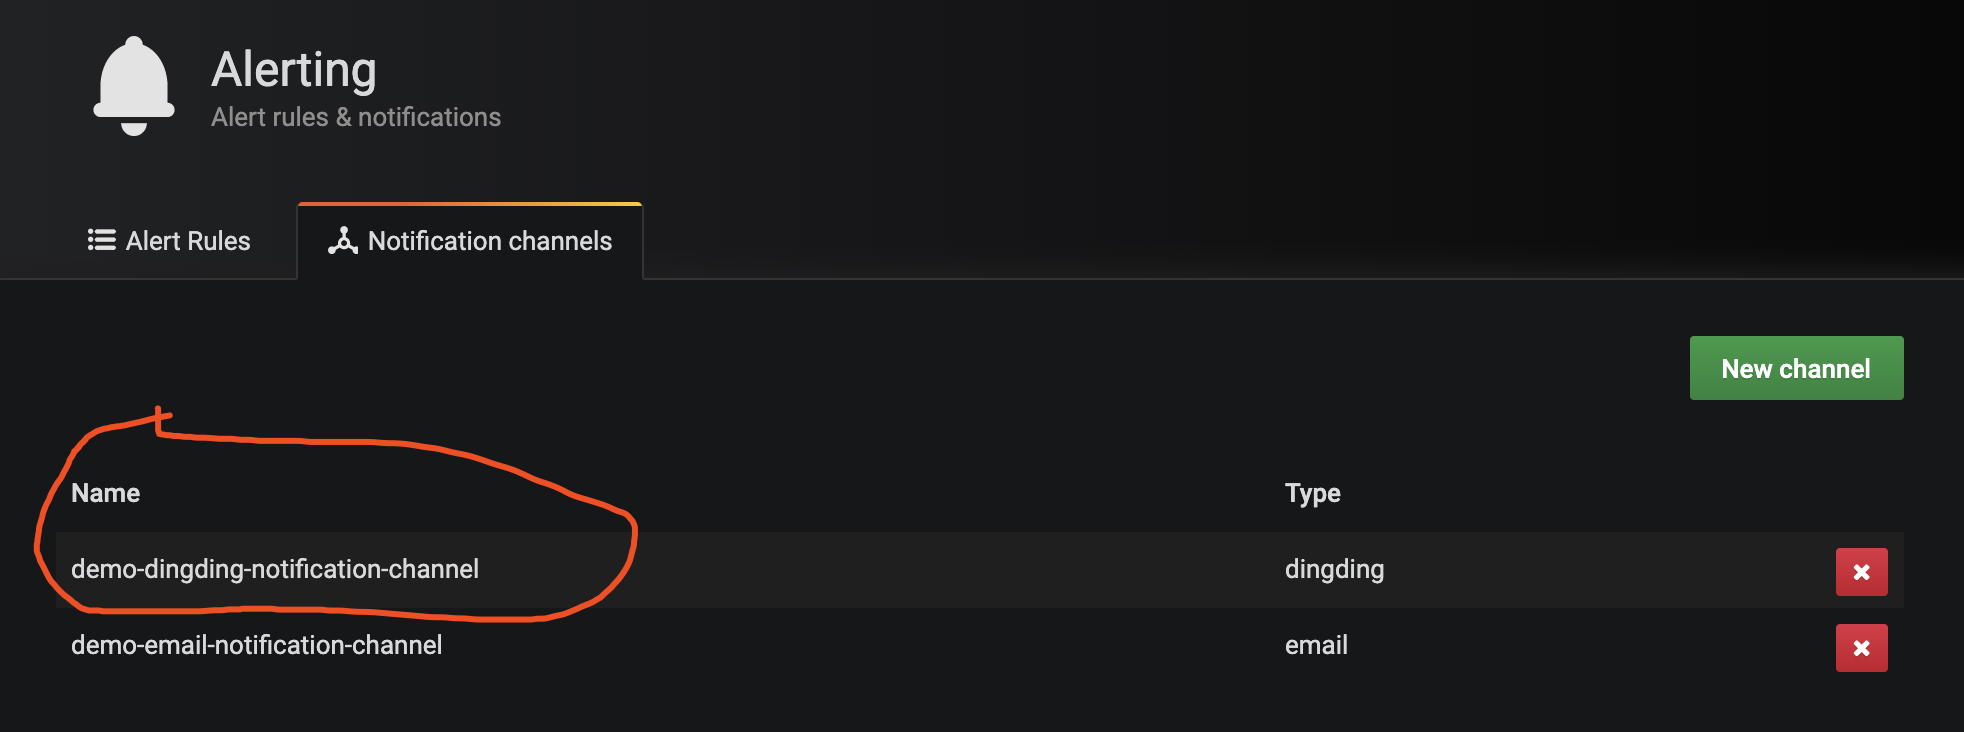 Alerting
Alert rules & notifications
Alert Rules
Notification channels
New channel
Name Type
demo-dingding-notification-channel dingding
demo-email-notification-channel email